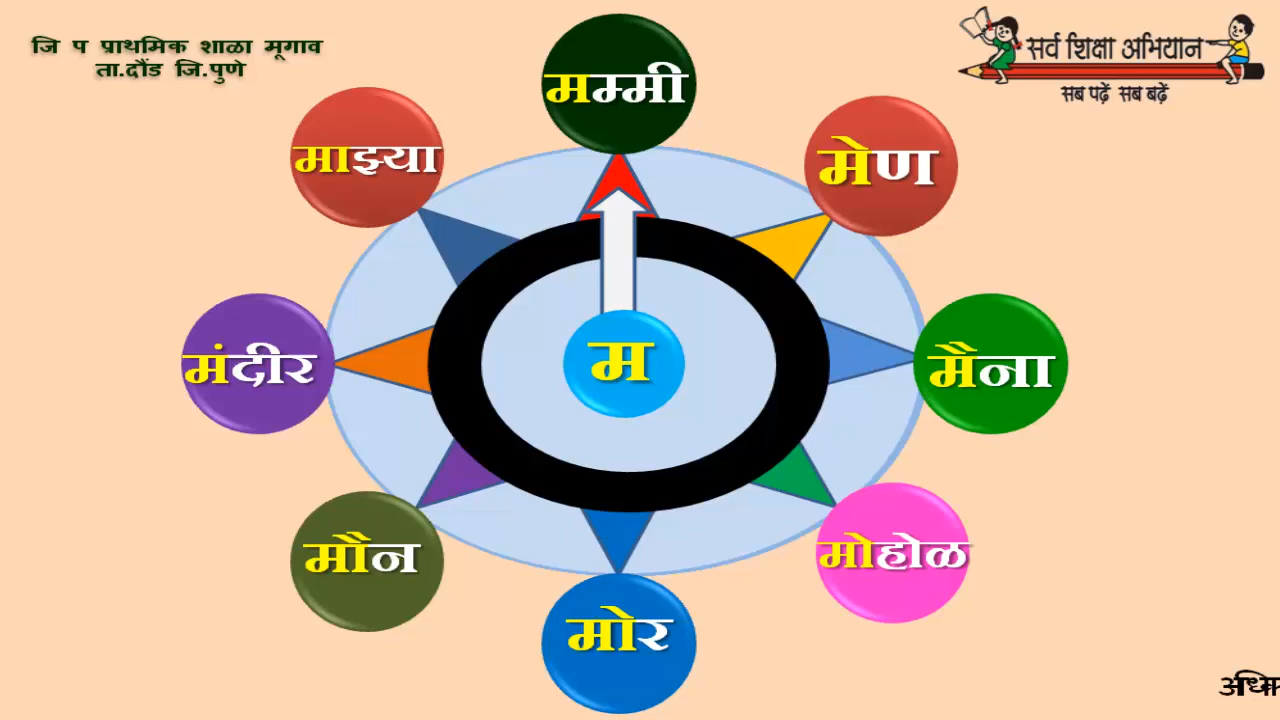 जि प प्राथमिक शाळा मूगाव
ता.दौंड जि.पुणे
सर्व शिक्षा अभियान
सब पढ़ें सब बढ़ें
मम्मी
माझ्या
मेण
मंदीर
म
मैना
मौन
मोहोळ
मोर